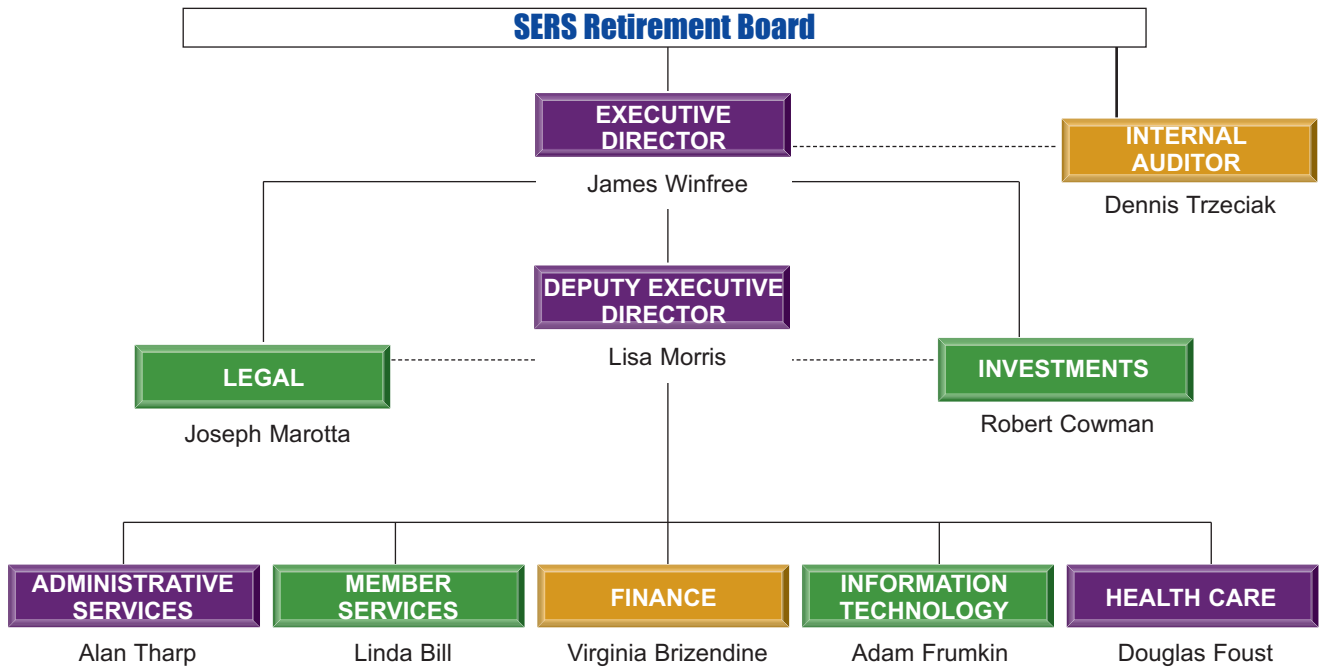 SERS Retirement Board
EXECUTIVE
DIRECTOR
James Winfree
INTERNAL
AUDITOR
Dennis Trzeciak
DEPUTY EXECUTIVE
DIRECTOR
Lisa Morris
LEGAL
Joseph Marotta
INVESTMENTS
Robert Cowman
ADMINISTRATIVE
SERVICES
Alan Tharp
MEMBER
SERVICES
Linda Bill
FINANCE
Virginia Brizendine
INFORMATION
TECHNOLOGY
Adam Frumkin
HEALTH CARE
Douglas Foust